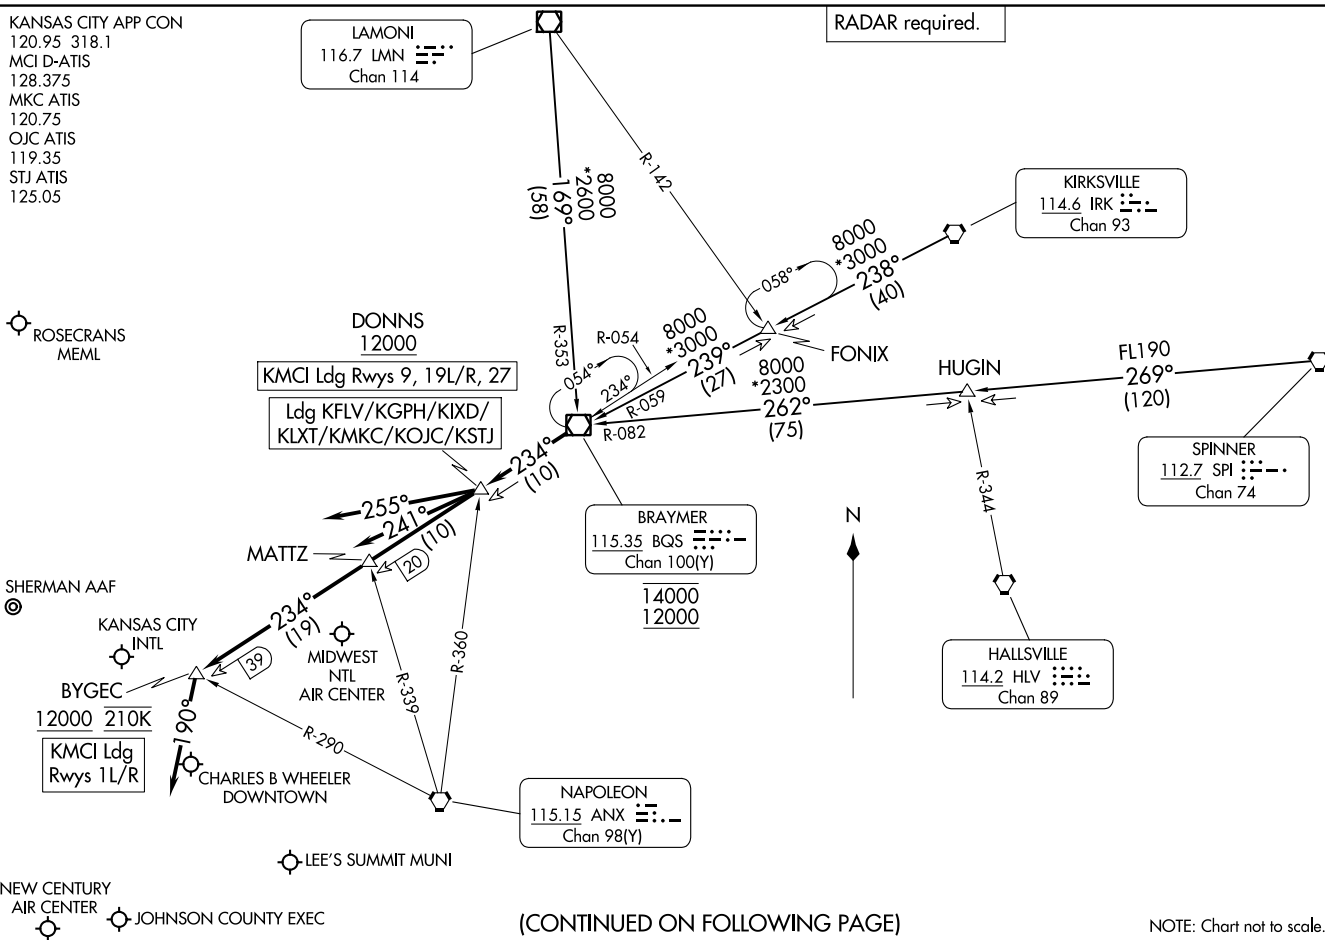 KANSAS CITY APP CON
120.95 318.1
MCI D-ATIS
128.375
MKC ATIS
120.75
OJC ATIS
119.35
STJ ATIS
125.05
LAMONI
116.7 LMN
Chan 114
RADAR required.
R-142
8000
*2600
169°
(58)
R-353
KIRKSVILLE
114.6 IRK
Chan 93
8000
*3000
238°
(40)
058°
FONIX
ROSECRANS
MEML
DONNS
12000
KMCI Ldg Rwys 9, 19L/R, 27
Ldg KFLV/KGPH/KIXD/
KLXT/KMKC/KOJC/KSTJ
R-054
8000
*3000
239°
(27)
054°
234°
R-059
8000
*2300
262°
(75)
R-082
HUGIN
FL190
269°
(120)
SPINNER
112.7 SPI
Chan 74
234°
(10)
255°
241°
(10)
MATTZ
20
BRAYMER
115.35 BQS
Chan 100(Y)
14000
12000
N
R-344
HALLSVILLE
114.2 HLV
Chan 89
SHERMAN AAF
KANSAS CITY
INTL
234°
(19)
39
MIDWEST
NTL
AIR CENTER
R-360
R-339
R-290
BYGEC
12000 210K
KMCI Ldg
Rwys 1L/R
190°
CHARLES B WHEELER
DOWNTOWN
NAPOLEON
115.15 ANX
Chan 98(Y)
LEE'S SUMMIT MUNI
NEW CENTURY
AIR CENTER
JOHNSON COUNTY EXEC
(CONTINUED ON FOLLOWING PAGE)
NOTE: Chart not to scale.